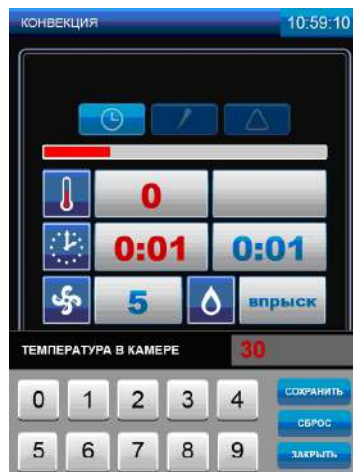 КОНВЕКЦИЯ 10:59:10
0
0:01 0:01
5 впрыск
ТЕМПЕРАТУРА В КАМЕРЕ 30
0 1 2 3 4 СОХРАНИТЬ
СБРОС
5 6 7 8 9 ЗАКРЫТЬ